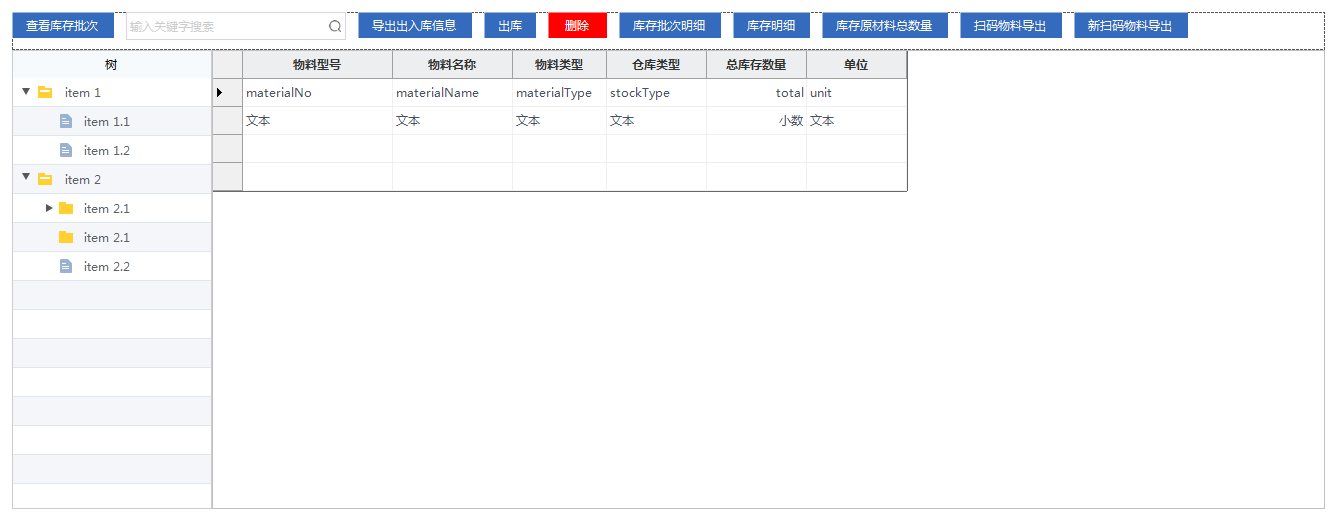 查看库存批次 输入关键字搜索 导出出入库信息 出库 删除 库存批次明细 库存明细 库存原材料总数量 扫码物料导出 新扫码物料导出
树
item 1
item 1.1
item 1.2
item 2
item 2.1
item 2.1
item 2.2
物料型号 物料名称 物料类型 仓库类型 总库存数量 单位
materialNo materialName materialType stockType total unit
文本 文本 文本 文本 小数 文本